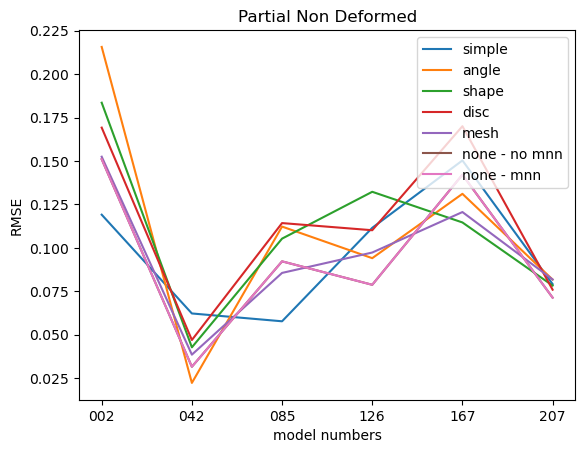 Partial Non Deformed
RMSE
0.225
0.200
0.175
0.150
0.125
0.100
0.075
0.050
0.025
simple
angle
shape
disc
mesh
none - no mnn
none - mnn
002 042 085 126 167 207
model numbers